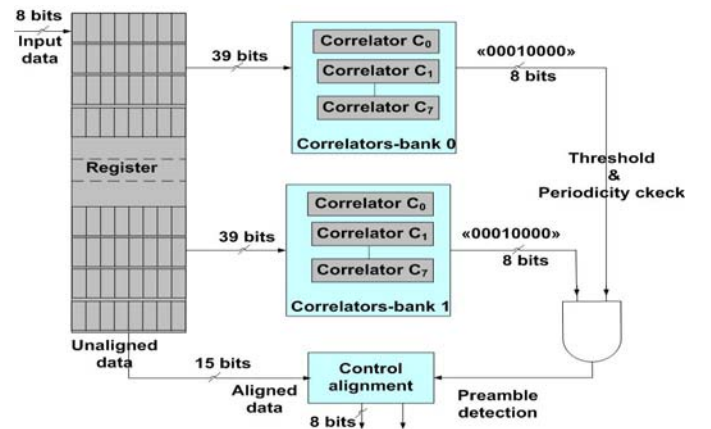 8 bits
Input
data
Register
39 bits
Correlator C₀
Correlator C₁
Correlator C₇
Correlators-bank 0
«00010000»
8 bits
Threshold
&
Periodicity ckeck
39 bits
Correlator C₀
Correlator C₁
Correlator C₇
Correlators-bank 1
«00010000»
8 bits
Unaligned
data
15 bits
Aligned
data
Control
alignment
8 bits
Preamble
detection